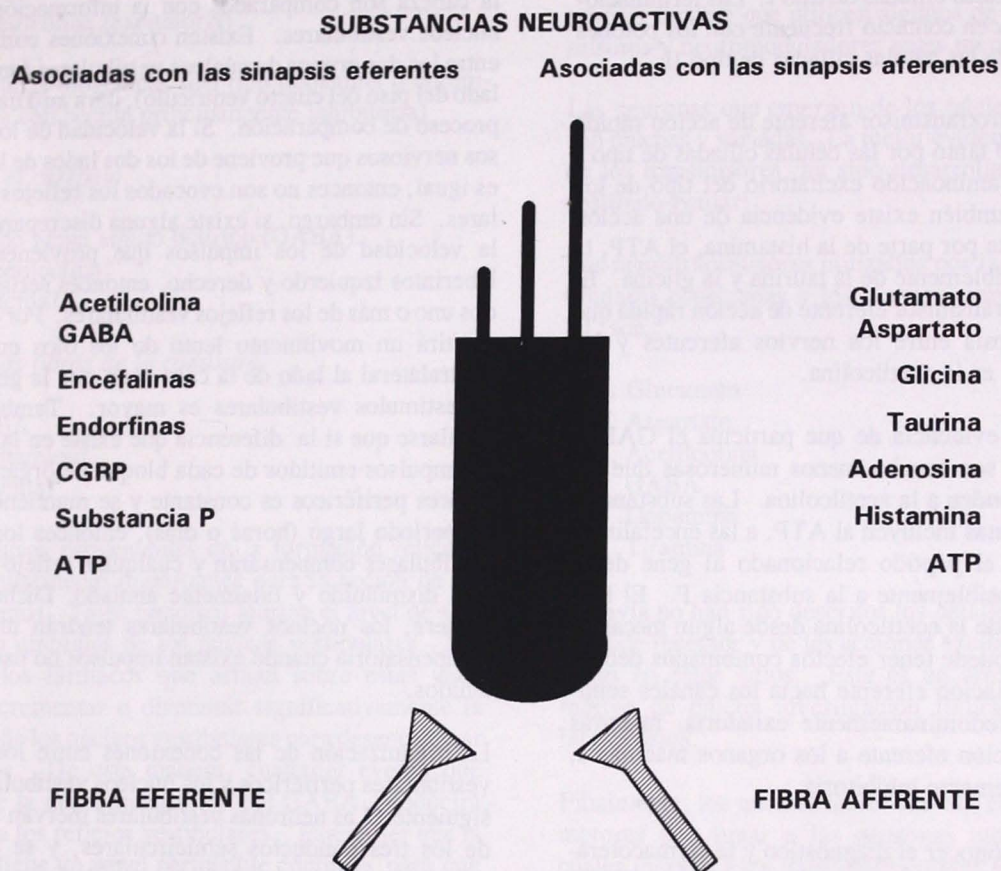 SUBSTANCIAS NEUROACTIVAS
Asociadas con las sinapsis eferentes
Asociadas con las sinapsis aferentes
Acetilcolina
GABA
Encefalinas
Endorfinas
CGRP
Substancia P
ATP
Glutamato
Aspartato
Glicina
Taurina
Adenosina
Histamina
ATP
FIBRA EFERENTE
FIBRA AFERENTE